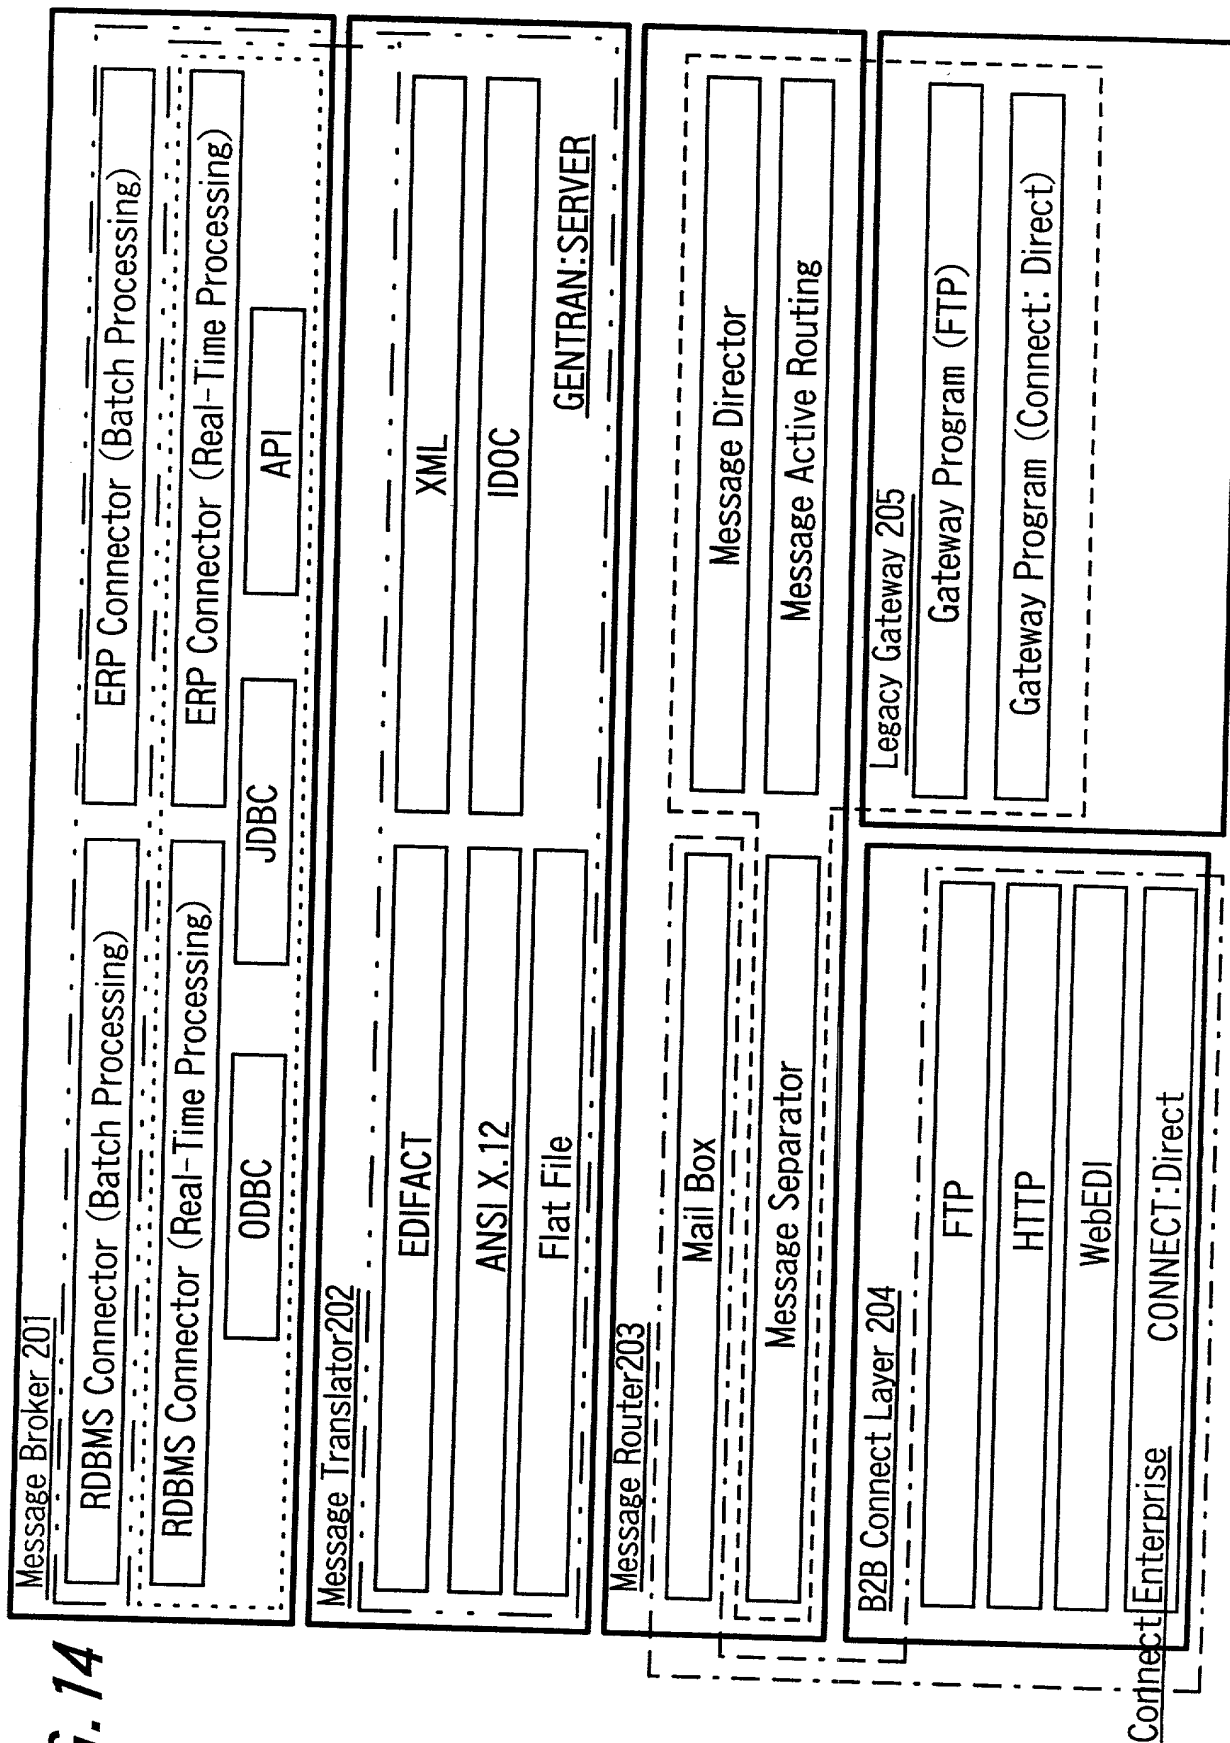 G. 14
Message Broker 201
RDBMS Connector (Batch Processing)
ERP Connector (Batch Processing)
RDBMS Connector (Real-Time Processing)
ERP Connector (Real-Time Processing)
ODBC
JDBC
API
Message Translator202
EDIFACT
XML
ANSI X.12
IDOC
Flat File
GENTRAN:SERVER
Message Router203
Mail Box
Message Director
Message Separator
Message Active Routing
B2B Connect Layer 204
FTP
HTTP
WebEDI
CONNECT:Direct
Connect Enterprise
Legacy Gateway 205
Gateway Program (FTP)
Gateway Program (Connect: Direct)